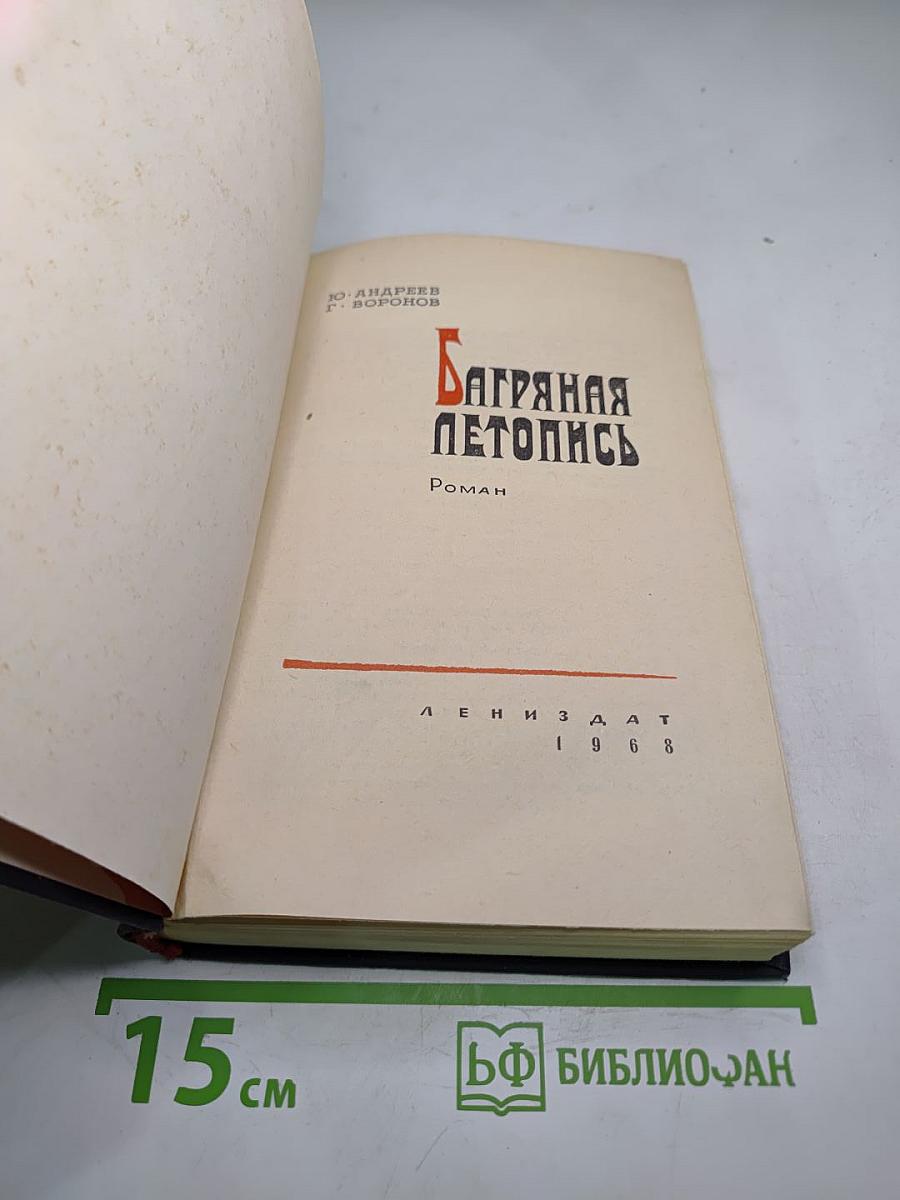 Ю. АНДРЕЕВ
Г. ВОРОНОВ
БАГРЯНАЯ
ЛЕТОПИСЬ
РОМАН
ЛЕНИЗДАТ
1968
15 см
БФ БИБЛИОФАН